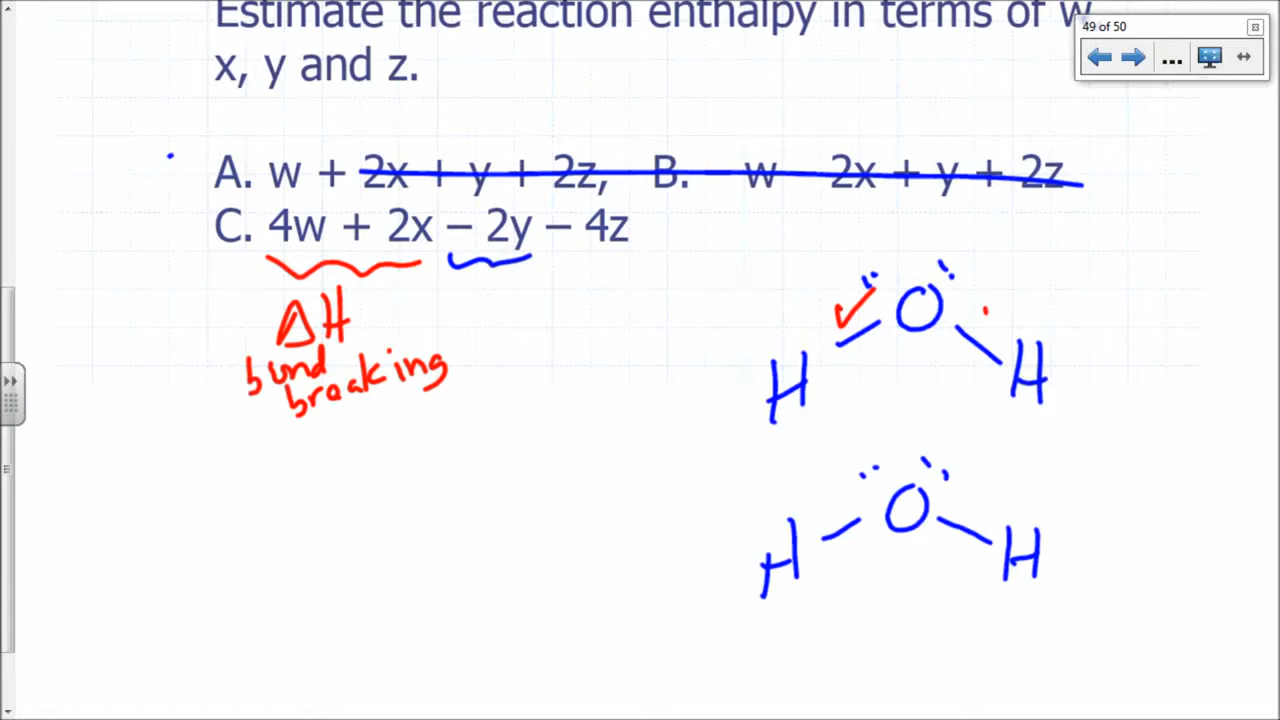 Estimate the reaction enthalpy in terms of w
x, y and z.
49 of 50
A. w + 2x + y + 2z, B. w 2x + y + 2z
C. 4w + 2x − 2y − 4z
ΔH
bond
breaking
O
H H
O
H H